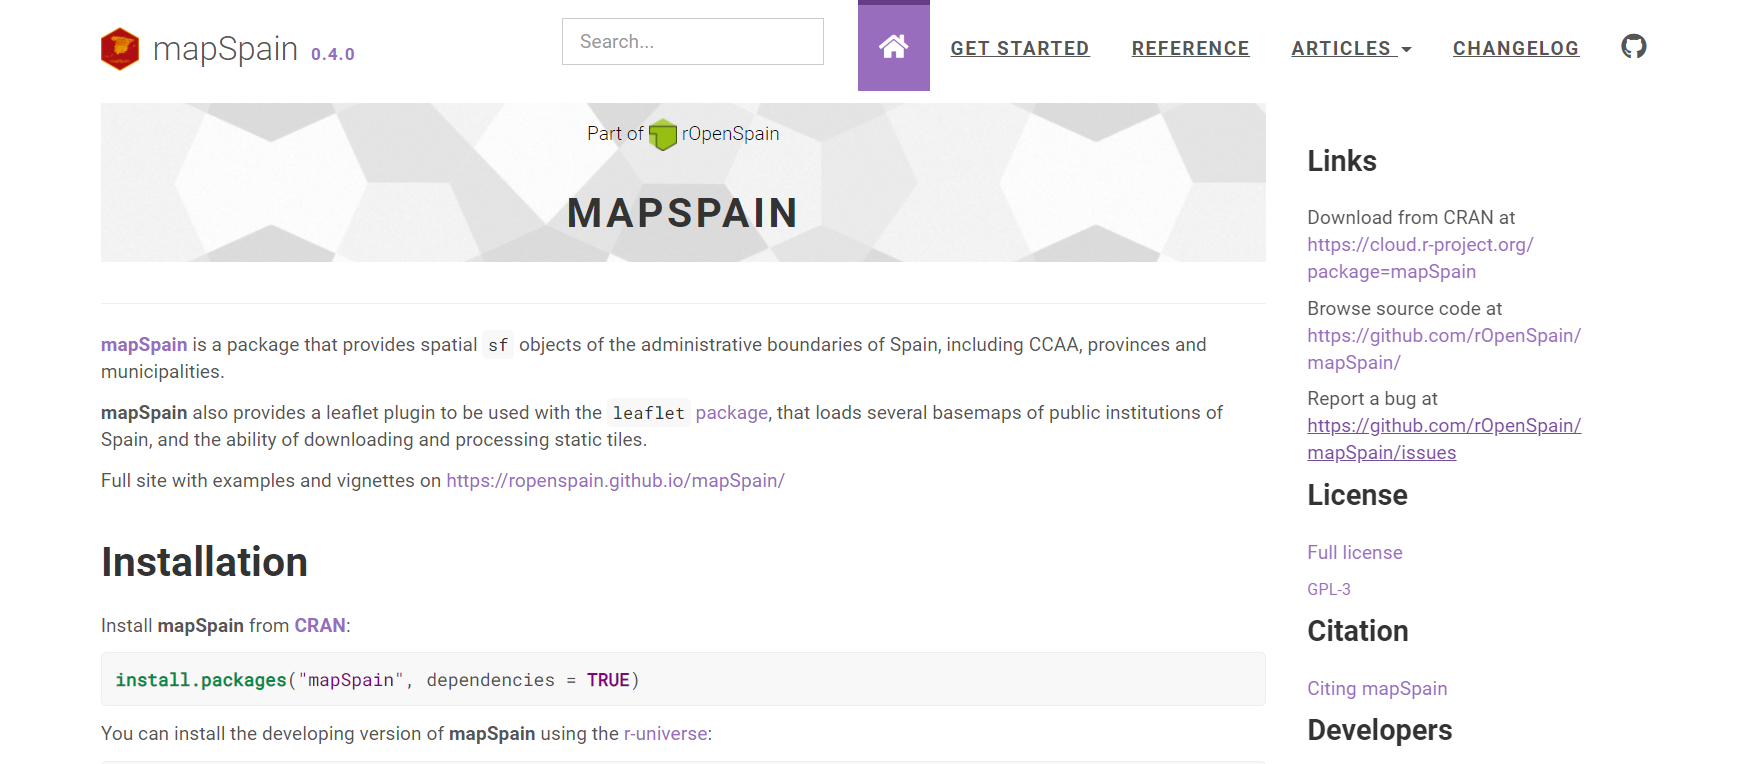 mapSpain 0.4.0
Search...
GET STARTED
REFERENCE
ARTICLES
CHANGELOG
Part of rOpenSpain
MAPSPAIN
mapSpain is a package that provides spatial sf objects of the administrative boundaries of Spain, including CCAA, provinces and
municipalities.
mapSpain also provides a leaflet plugin to be used with the leaflet package, that loads several basemaps of public institutions of
Spain, and the ability of downloading and processing static tiles.
Full site with examples and vignettes on https://ropenspain.github.io/mapSpain/
Installation
Install mapSpain from CRAN:
install.packages("mapSpain", dependencies = TRUE)
You can install the developing version of mapSpain using the r-universe:
Links
Download from CRAN at
https://cloud.r-project.org/
package=mapSpain
Browse source code at
https://github.com/rOpenSpain/
mapSpain/
Report a bug at
https://github.com/rOpenSpain/
mapSpain/issues
License
Full license
GPL-3
Citation
Citing mapSpain
Developers